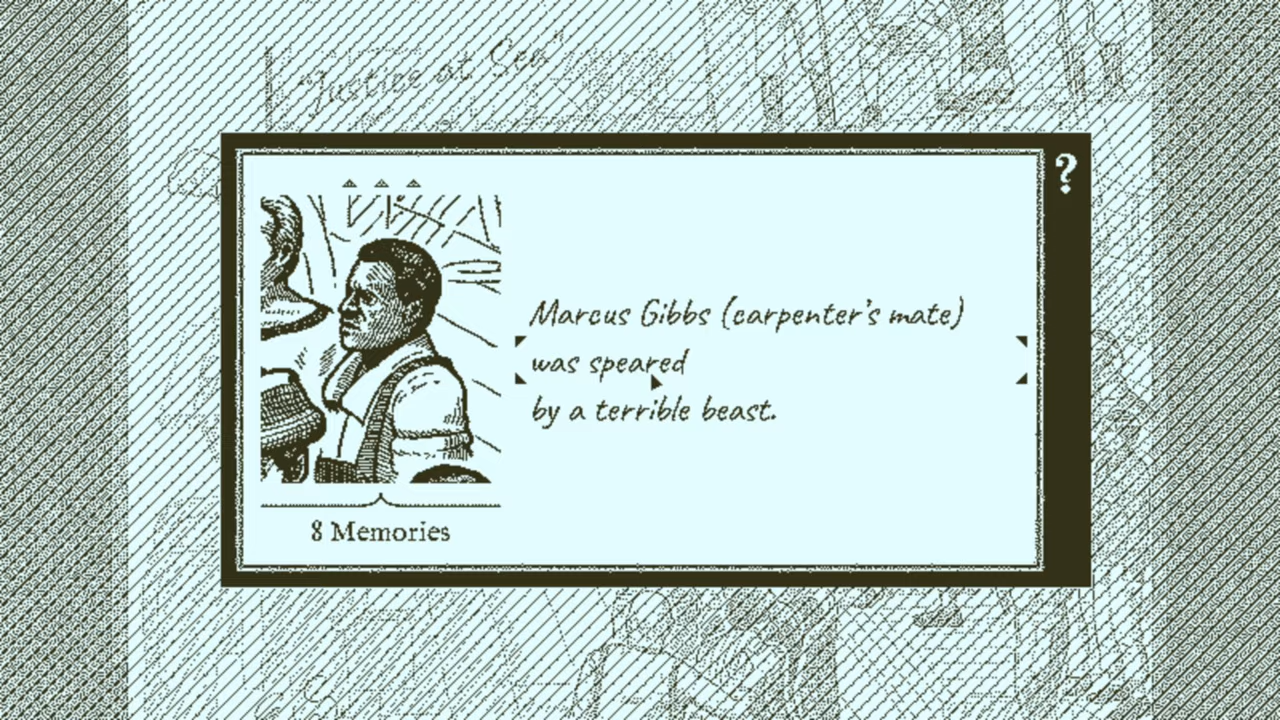 Justice at Sea
?
Marcus Gibbs (carpenter's mate)
was speared
by a terrible beast.
8 Memories